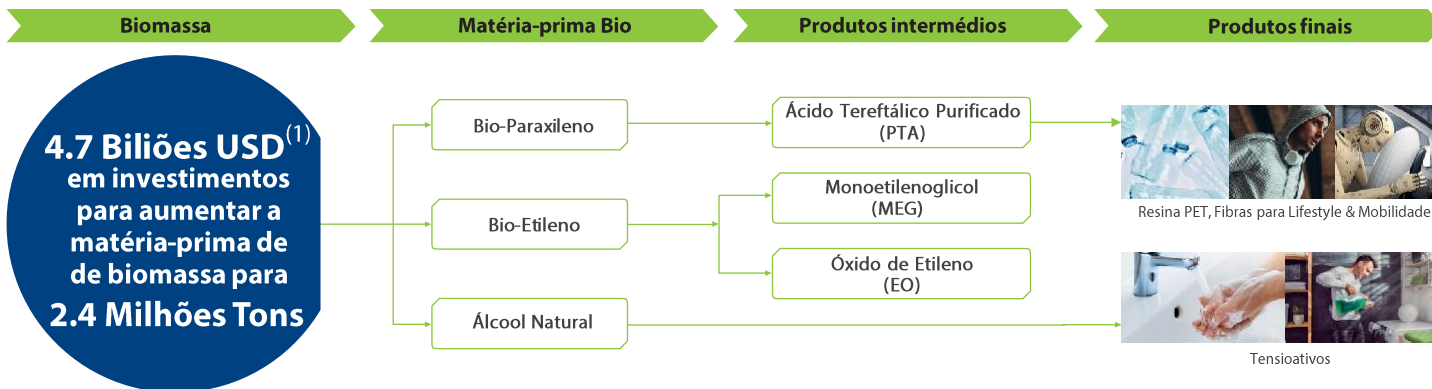 Biomassa
Matéria-prima Bio
Produtos intermédios
Produtos finais
4.7 Biliões USD(1)
em investimentos
para aumentar a
matéria-prima de
de biomassa para
2.4 Milhões Tons
Bio-Paraxileno
Bio-Etileno
Álcool Natural
Ácido Tereftálico Purificado
(PTA)
Monoetilenoglicol
(MEG)
Óxido de Etileno
(EO)
Resina PET, Fibras para Lifestyle & Mobilidade
Tensioativos